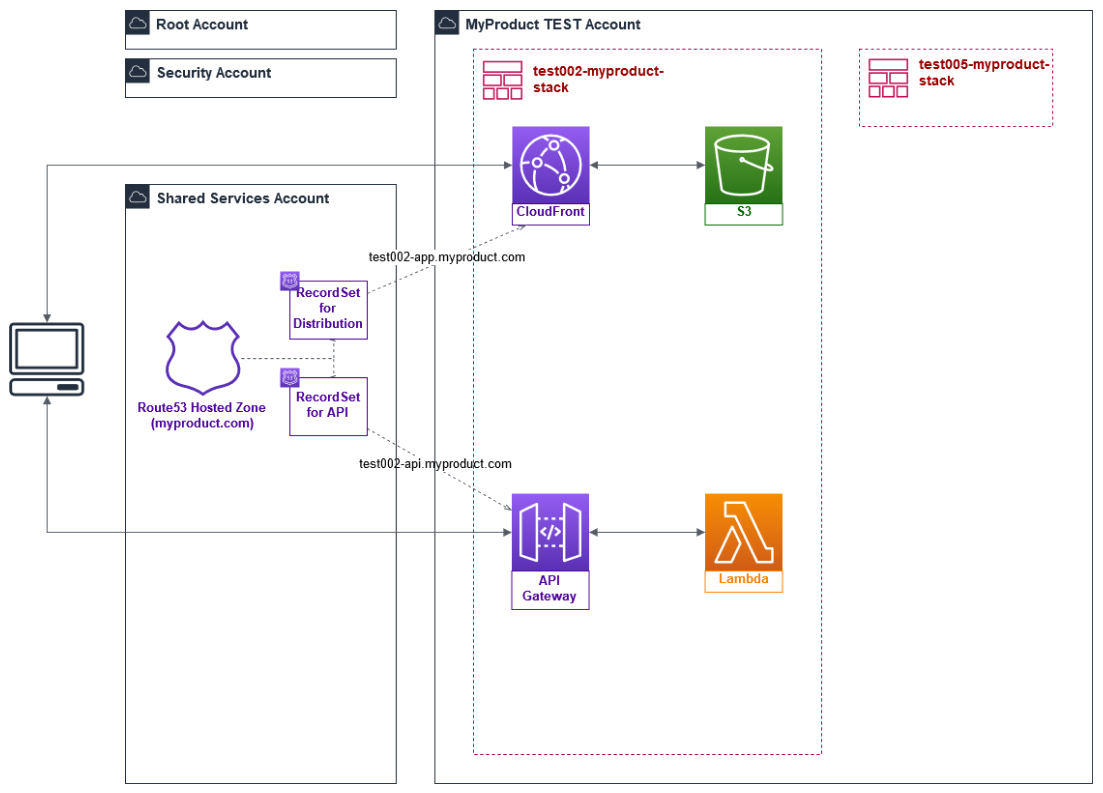 Root Account
Security Account
MyProduct TEST Account
test002-myproduct-
stack
test005-myproduct-
stack
CloudFront
S3
Shared Services Account
test002-app.myproduct.com
RecordSet
for
Distribution
Route53 Hosted Zone
(myproduct.com)
RecordSet
for API
test002-api.myproduct.com
API
Gateway
Lambda